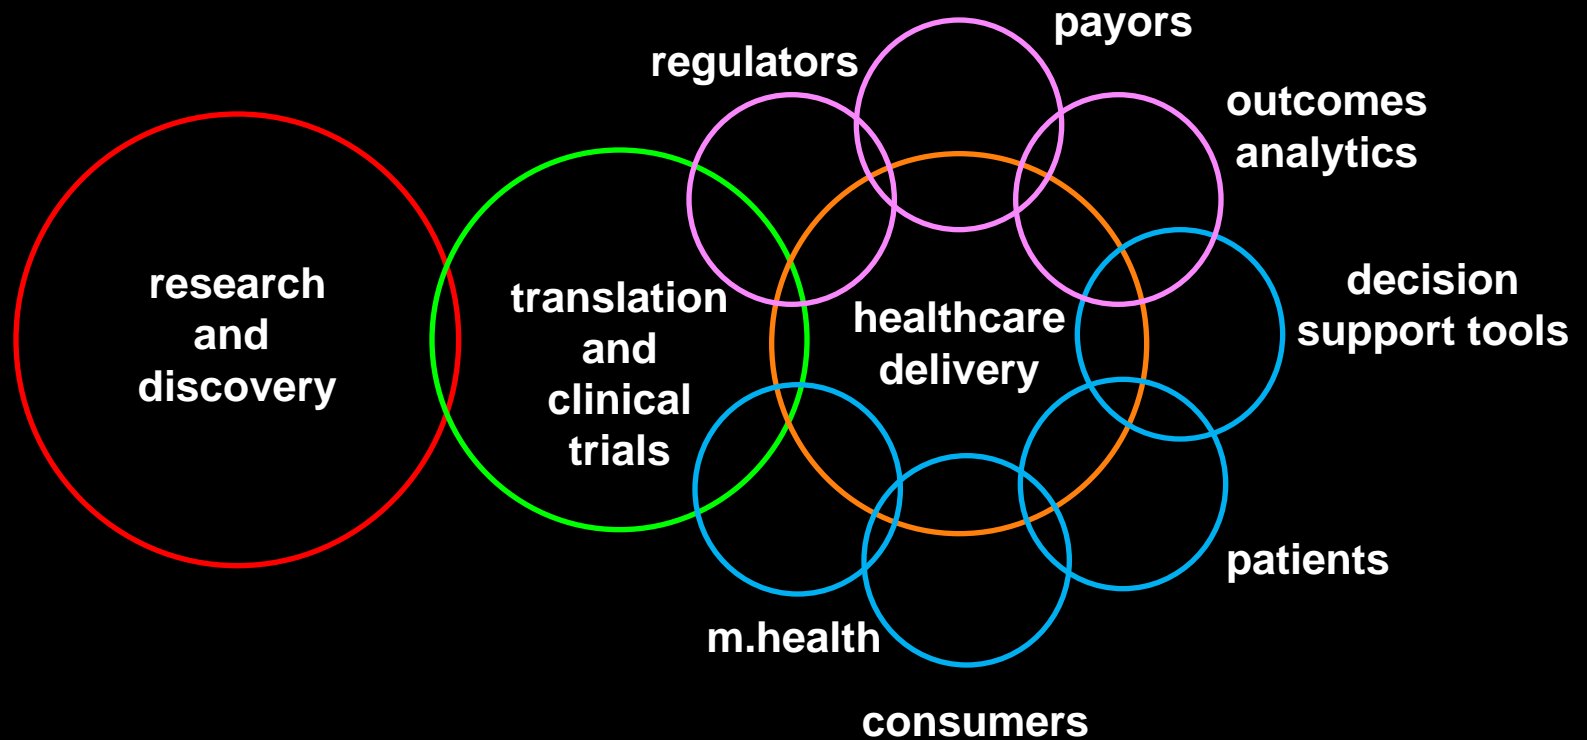 payors
regulators
outcomes
analytics
research
and
discovery
translation
and
clinical
trials
healthcare
delivery
decision
support tools
patients
m.health
consumers